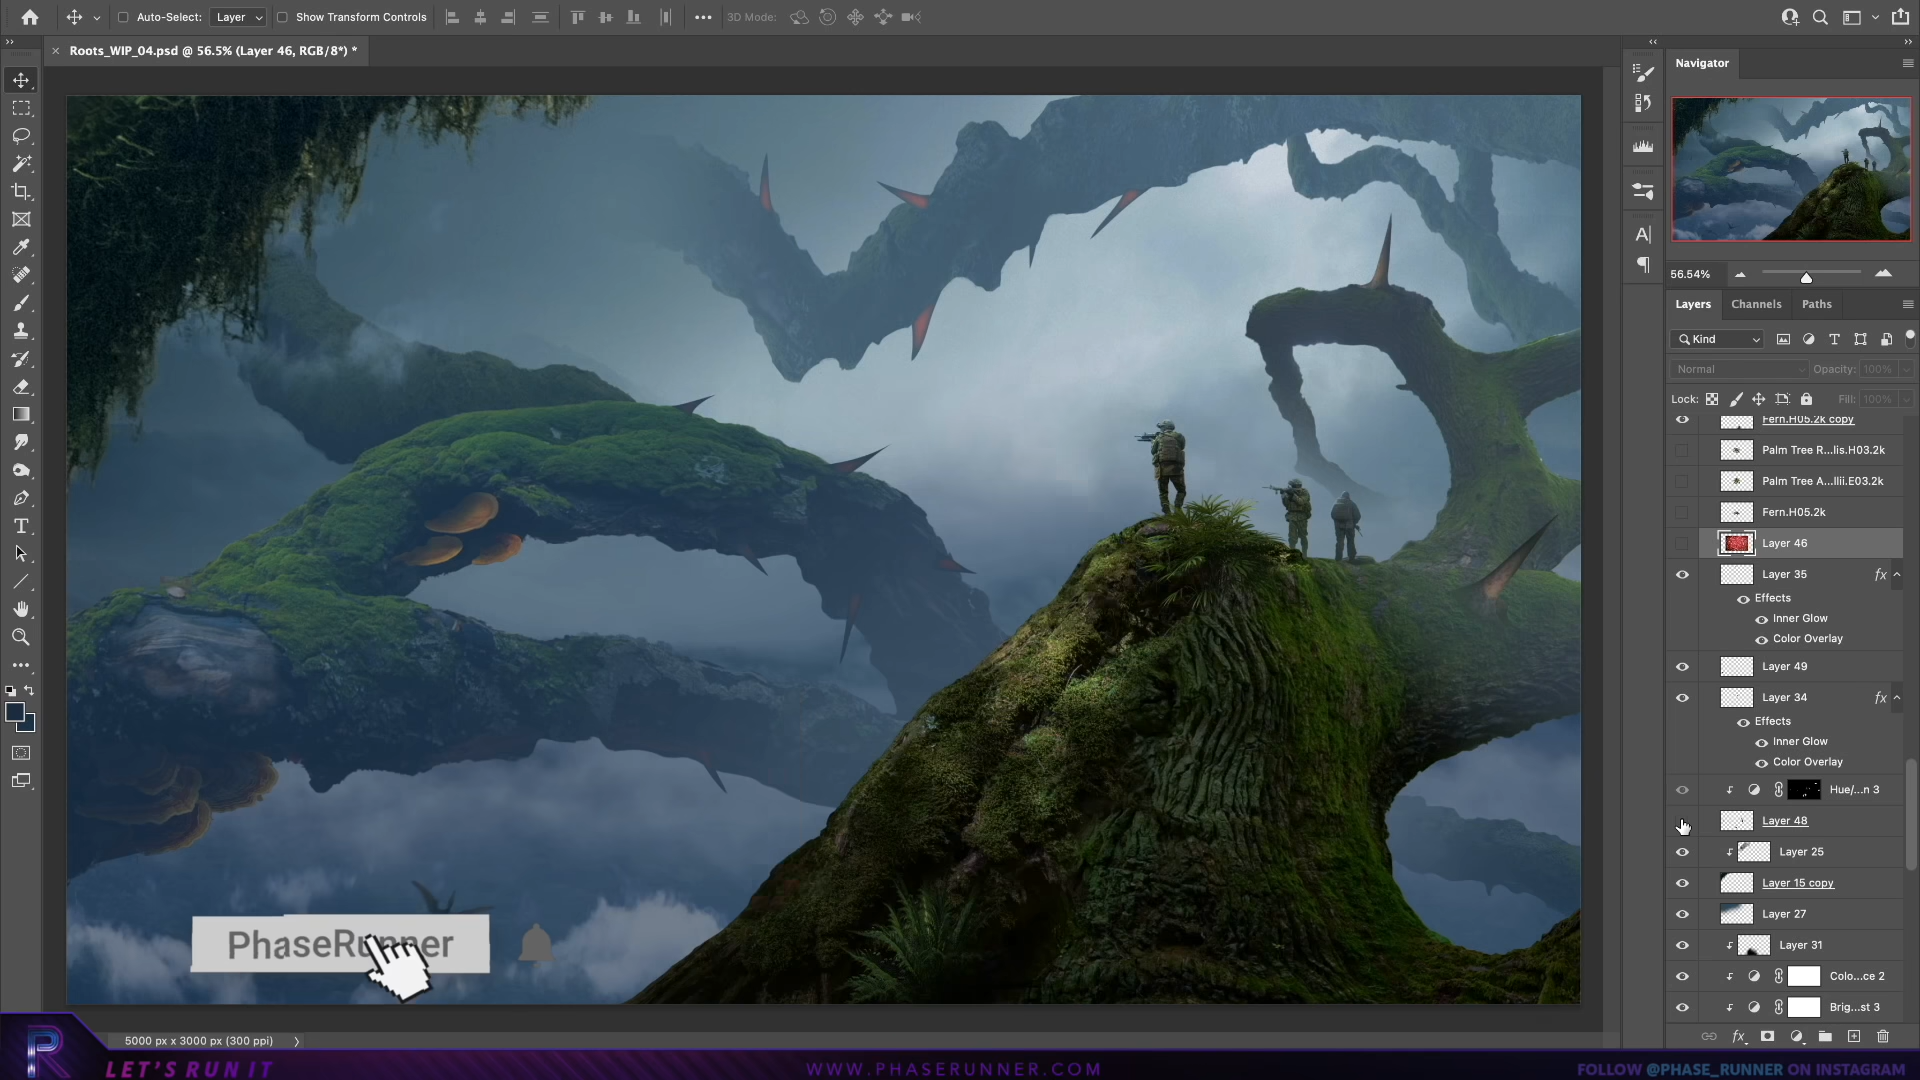 Auto-Select:
Layer
Show Transform Controls
3D Mode:
Roots_WIP_04.psd @ 56.5% (Layer 46, RGB/8*) *
Navigator
56.54%
Layers
Channels
Paths
Kind
Normal
Opacity: 100%
Lock:
Fill: 100%
Fern.H05.2k copy
Palm Tree R...lis.H03.2k
Palm Tree A...llii.E03.2k
Fern.H05.2k
Layer 46
Layer 35
fx
Effects
Inner Glow
Color Overlay
Layer 49
Layer 34
fx
Effects
Inner Glow
Color Overlay
Hue/...n 3
Layer 48
Layer 25
Layer 15 copy
Layer 27
Layer 31
Colo...ce 2
Brig...st 3
PhaseRunner
5000 px x 3000 px (300 ppi)
LET'S RUN IT
WWW.PHASERUNNER.COM
FOLLOW @PHASE_RUNNER ON INSTAGRAM